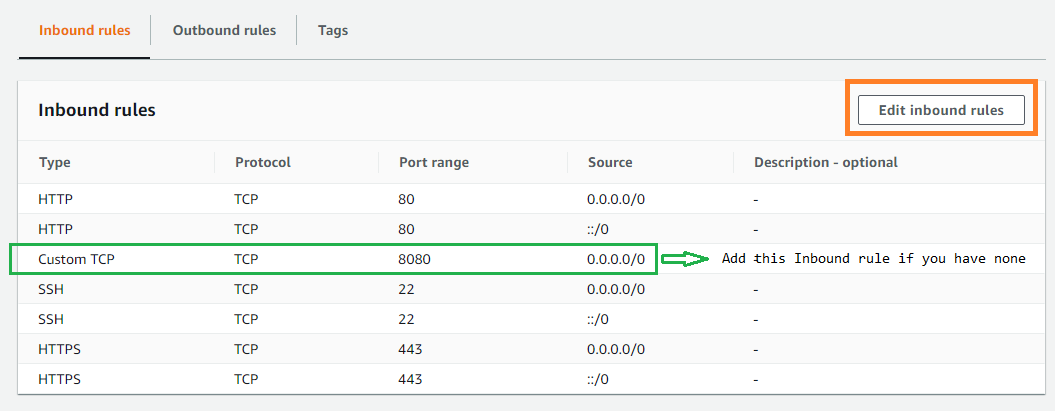 Inbound rules Outbound rules Tags
Inbound rules Edit inbound rules
Type Protocol Port range Source Description - optional
HTTP TCP 80 0.0.0.0/0 -
HTTP TCP 80 ::/0 -
Custom TCP TCP 8080 0.0.0.0/0 Add this Inbound rule if you have none
SSH TCP 22 0.0.0.0/0 -
SSH TCP 22 ::/0 -
HTTPS TCP 443 0.0.0.0/0 -
HTTPS TCP 443 ::/0 -